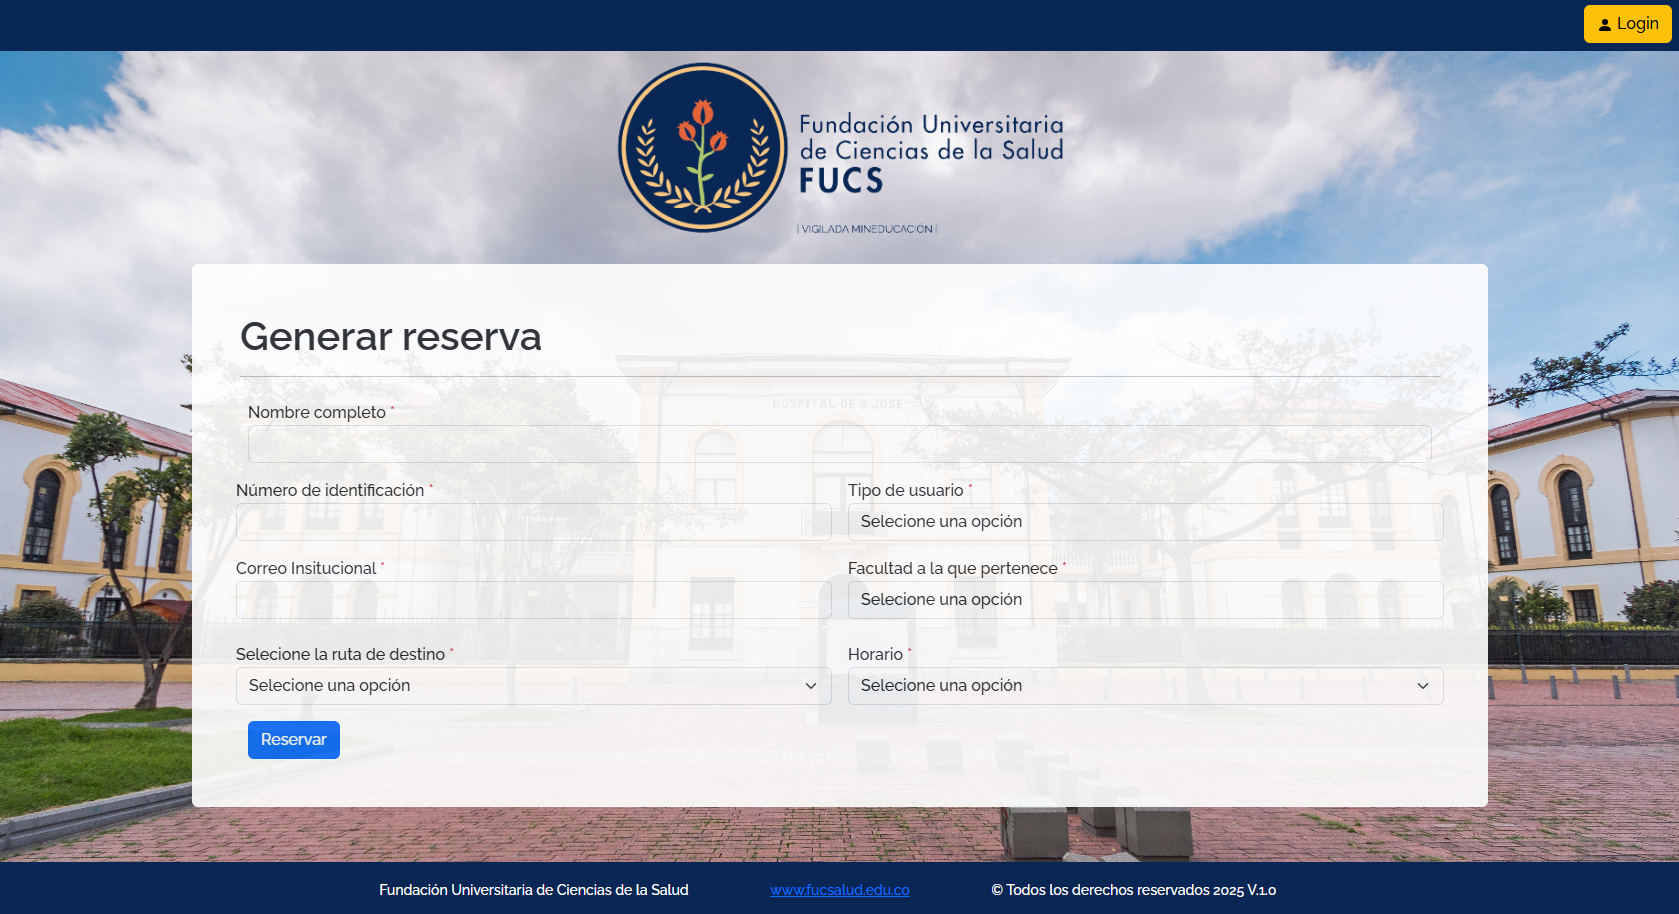 Login
Fundación Universitaria
de Ciencias de la Salud
FUCS
| VIGILADA MINEDUCACIÓN |
Generar reserva
HOSPITAL DE S. JOSE
Nombre completo *
Número de identificación *
Tipo de usuario *
Selecione una opción
Correo Insitucional *
Facultad a la que pertenece *
Selecione una opción
Selecione la ruta de destino *
Horario *
Selecione una opción
Selecione una opción
Reservar
Fundación Universitaria de Ciencias de la Salud
www.fucsalud.edu.co
© Todos los derechos reservados 2025 V.1.0